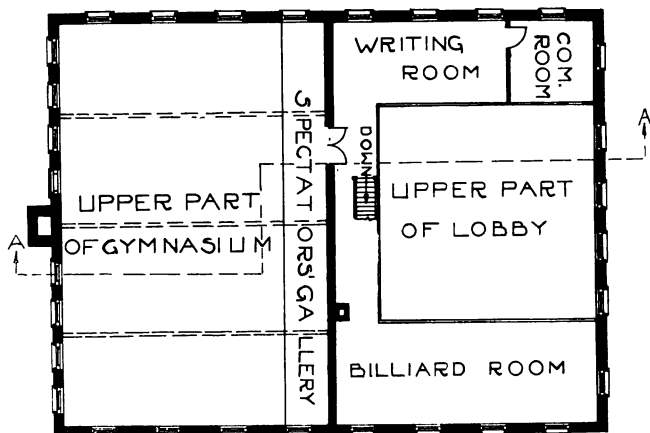 WRITING
ROOM
COM.
ROOM
SPECTATORS' GALLERY
DOWN
A
UPPER PART
OF GYMNASIUM
A
UPPER PART
OF LOBBY
BILLIARD ROOM